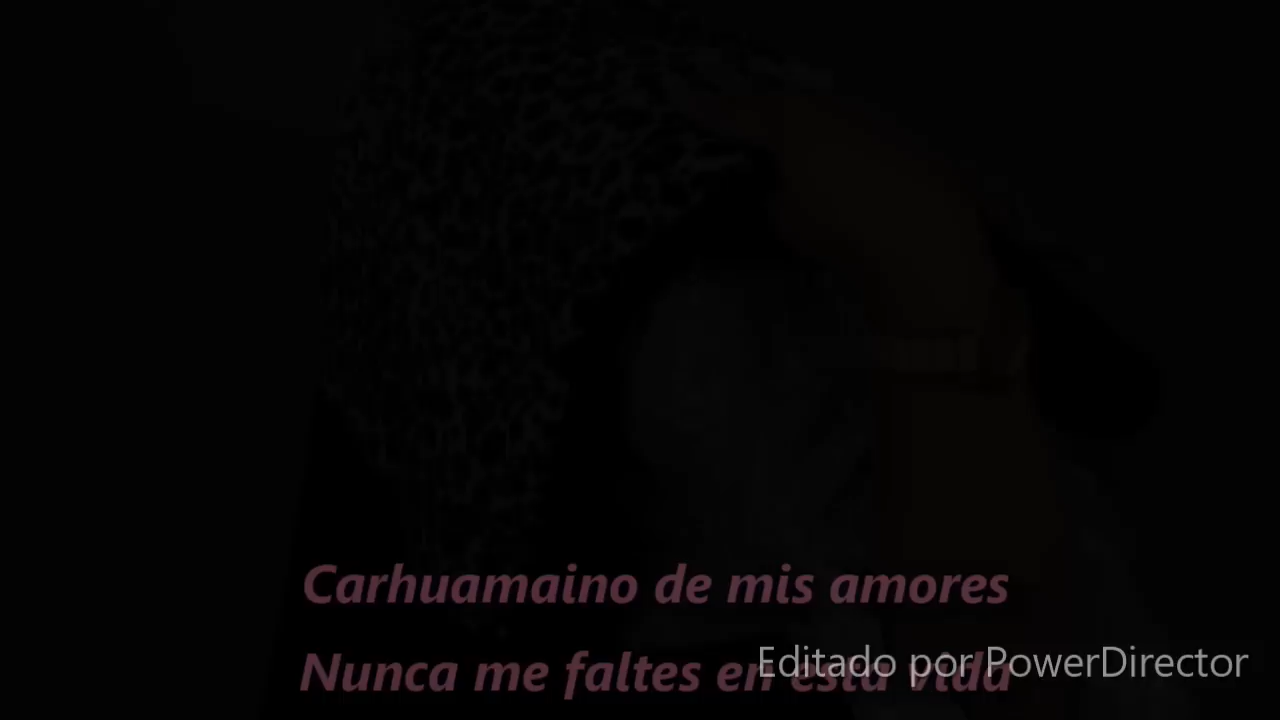 Carhuamaino de mis amores
Nunca me faltes en esta vida
Editado por PowerDirector